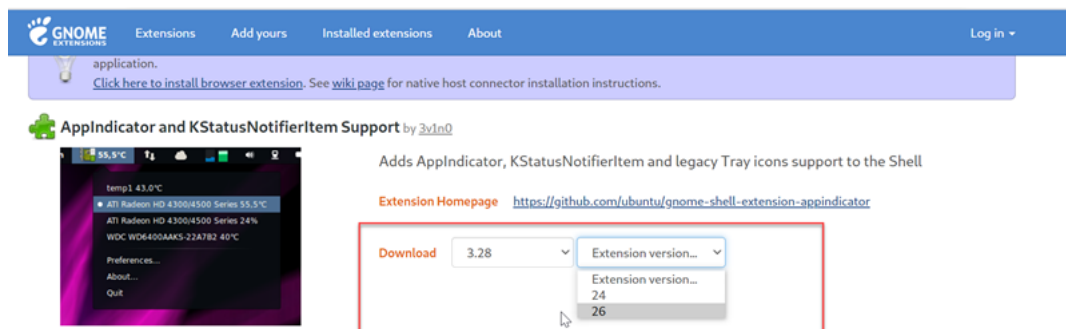 GNOME EXTENSIONS Extensions Add yours Installed extensions About Log in
application.
Click here to install browser extension. See wiki page for native host connector installation instructions.
AppIndicator and KStatusNotifierItem Support by 3v1n0
55,5°C
temp1 43,0°C
ATI Radeon HD 4300/4500 Series 55,5°C
ATI Radeon HD 4300/4500 Series 24%
WDC WD6400AAKS-22A7B2 40°C
Preferences...
About...
Quit
Adds AppIndicator, KStatusNotifierItem and legacy Tray icons support to the Shell
Extension Homepage https://github.com/ubuntu/gnome-shell-extension-appindicator
Download 3.28 Extension version...
Extension version...
24
26